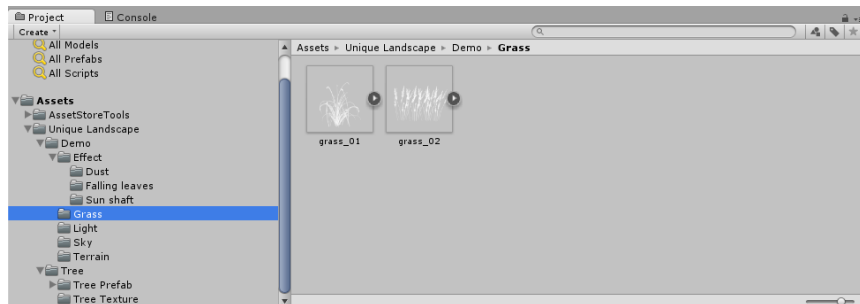 Project Console
Create
All Models
All Prefabs
All Scripts
Assets
AssetStoreTools
Unique Landscape
Demo
Effect
Dust
Falling leaves
Sun shaft
Grass
Light
Sky
Terrain
Tree
Tree Prefab
Tree Texture
Assets Unique Landscape Demo Grass
grass_01 grass_02